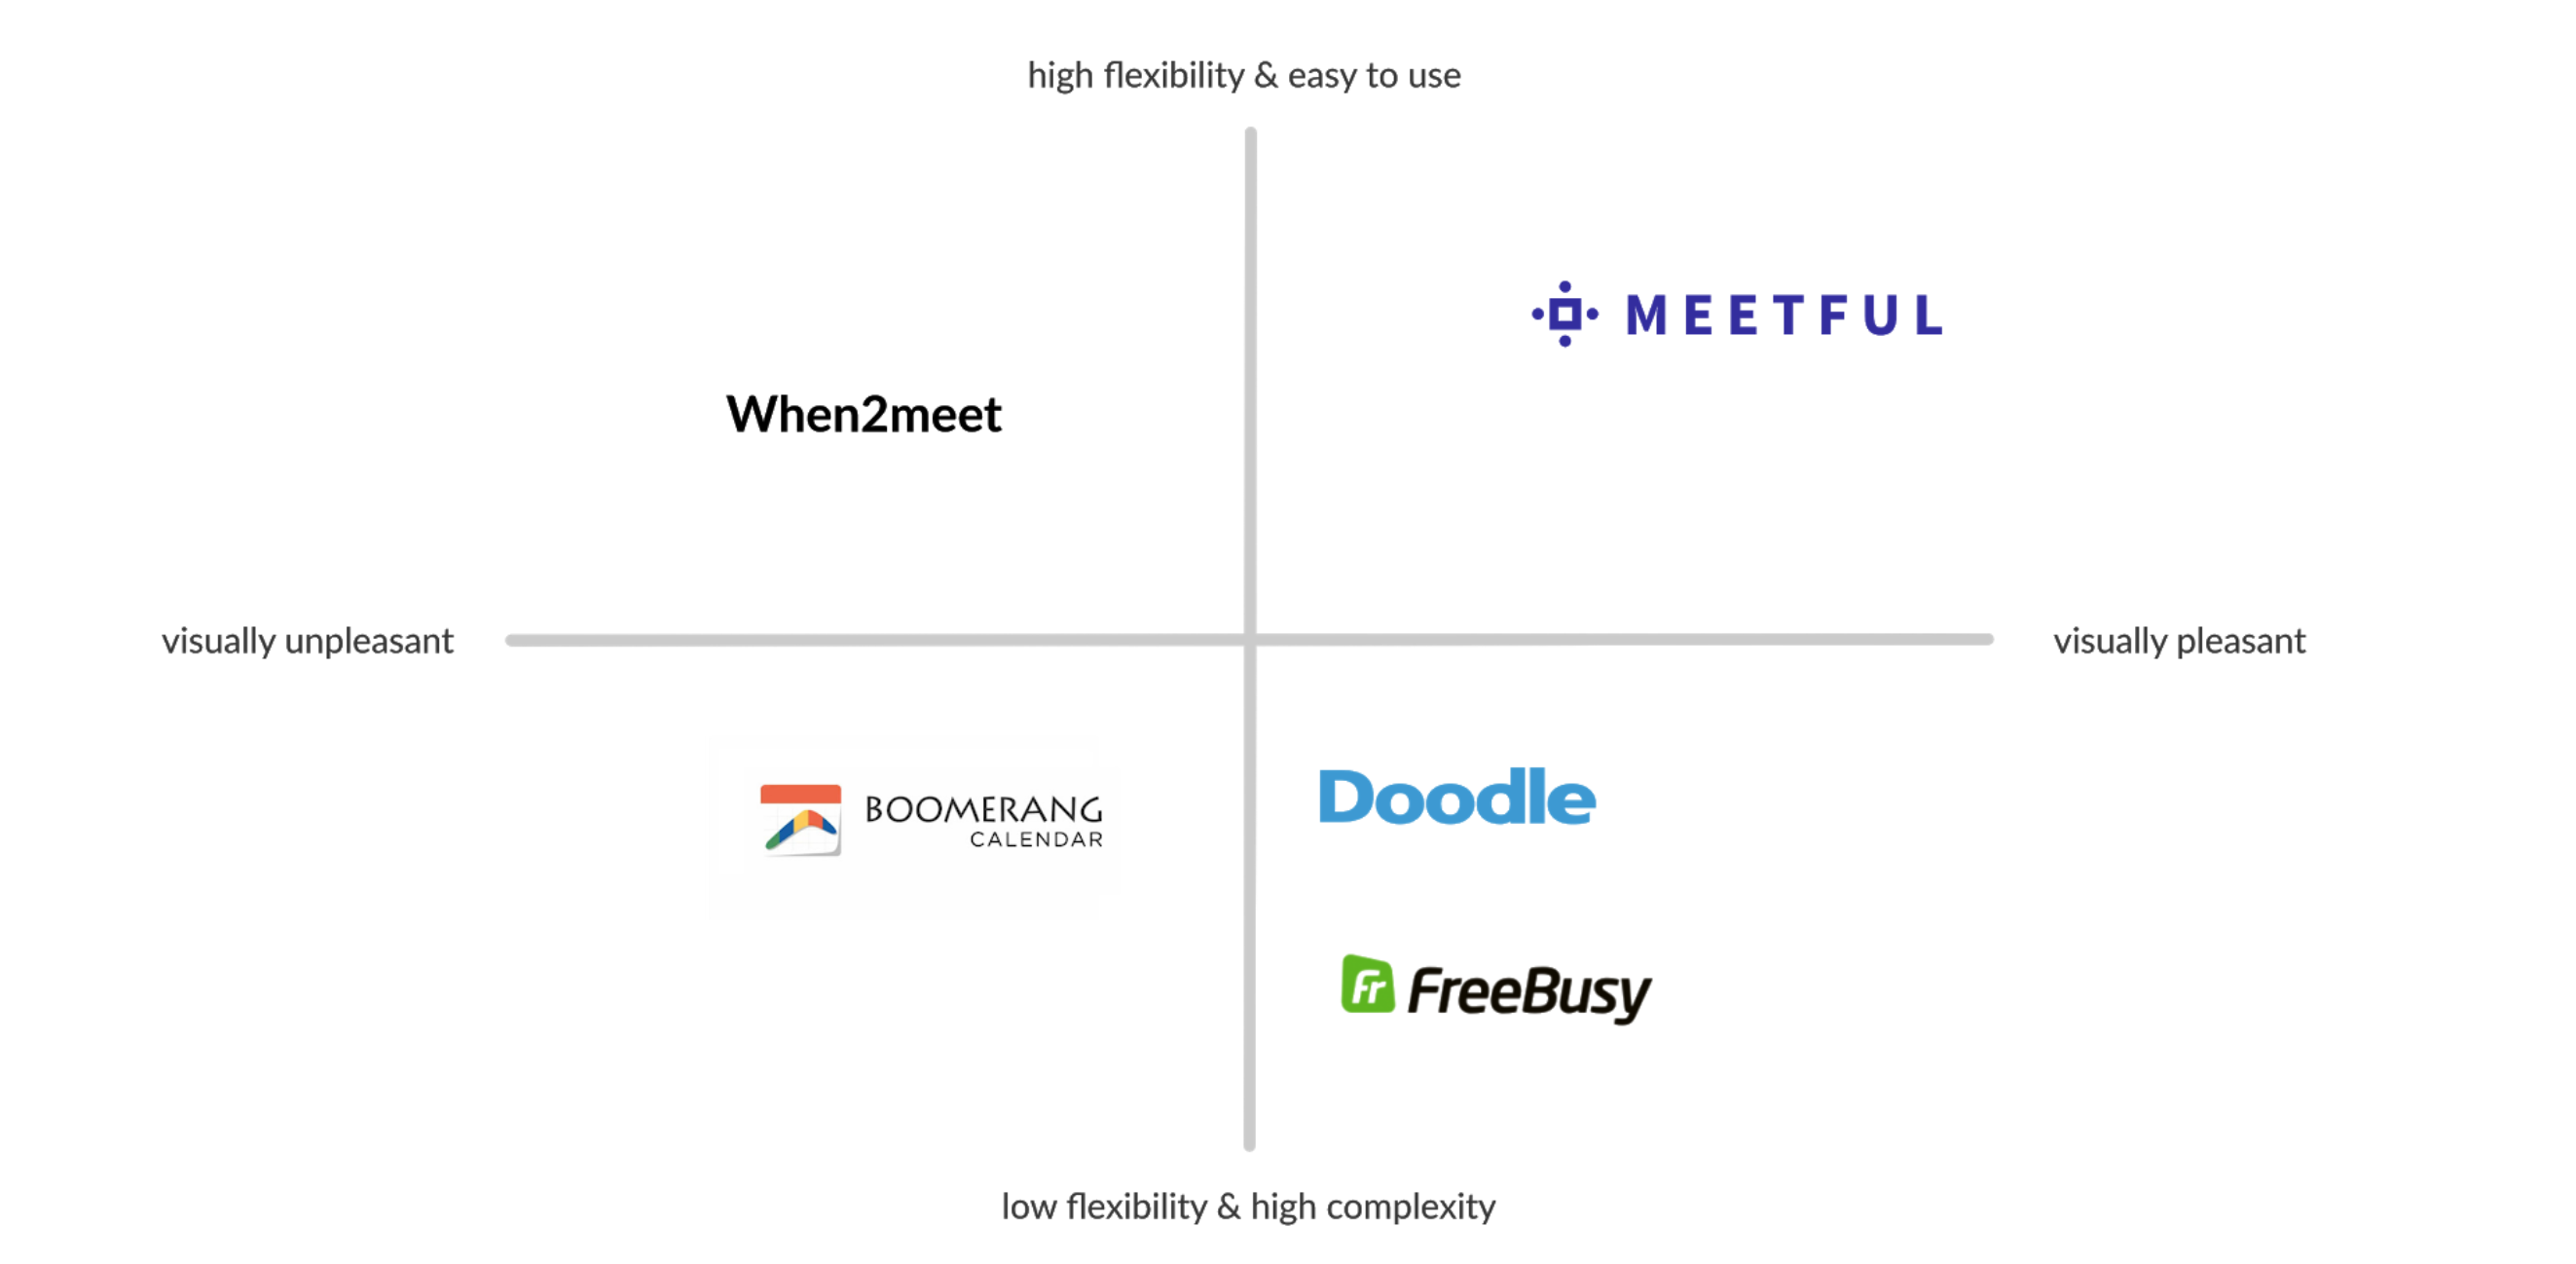 high flexibility & easy to use
MEETFUL
When2meet
visually unpleasant
visually pleasant
BOOMERANG
CALENDAR
Doodle
Fr FreeBusy
low flexibility & high complexity